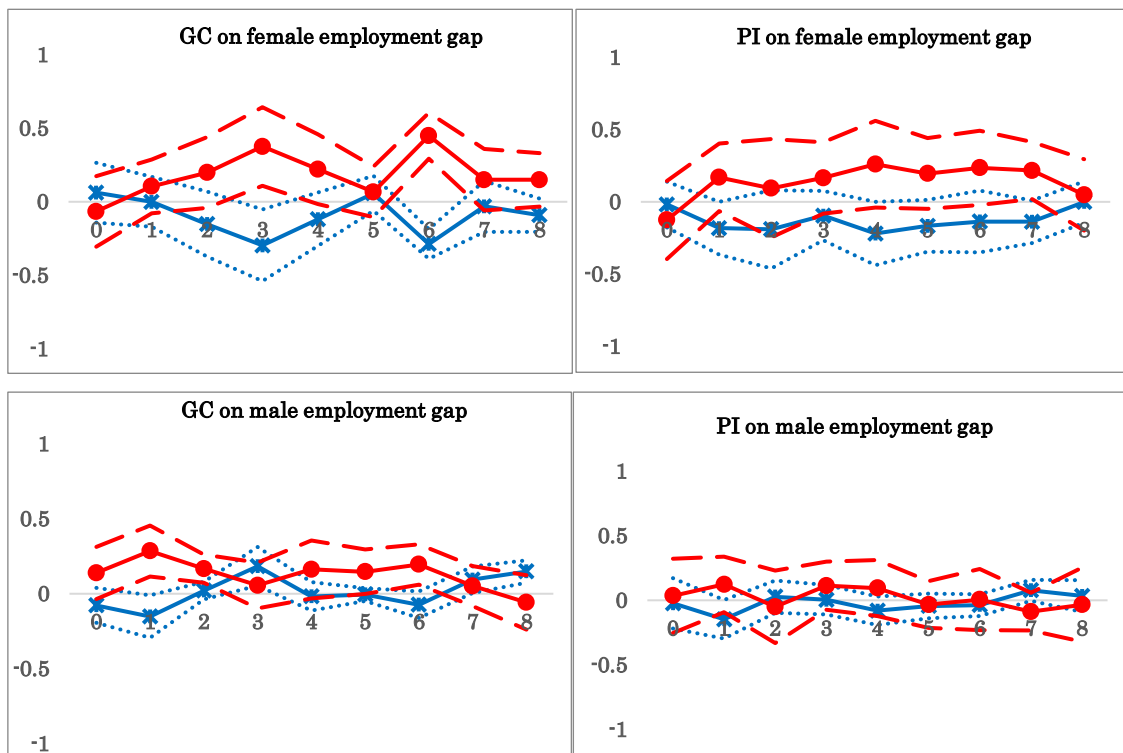 GC on female employment gap
1
0.5
0
-0.5
-1
0 1 2 3 4 5 6 7 8
PI on female employment gap
1
0.5
0
-0.5
-1
0 1 2 3 4 5 6 7 8
GC on male employment gap
1
0.5
0
-0.5
-1
0 1 2 3 4 5 6 7 8
PI on male employment gap
1
0.5
0
-0.5
-1
0 1 2 3 4 5 6 7 8